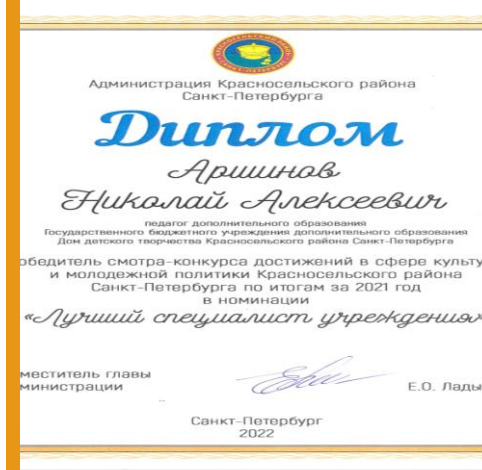 Администрация Красносельского района
Санкт-Петербурга
Диплом
Аршинов
Николай Алексеевич
педагог дополнительного образования
Государственного бюджетного учреждения дополнительного образования
Дом детского творчества Красносельского района Санкт-Петербурга
обедитель смотра-конкурса достижений в сфере культу
и молодежной политики Красносельского района
Санкт-Петербурга по итогам за 2021 год
в номинации
«Лучший специалист учреждения»
меститель главы
министрации
Е.О. Лады
Санкт-Петербург
2022